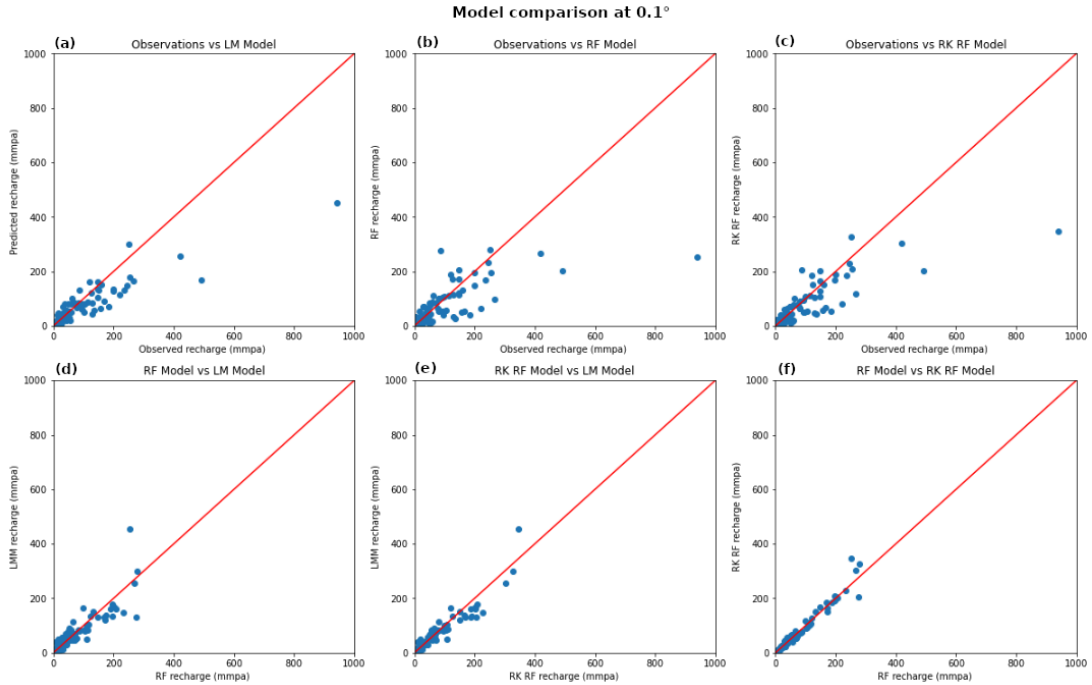 Model comparison at 0.1°
(a) Observations vs LM Model
1000
800
600
400
200
0
Predicted recharge (mmpa)
0 200 400 600 800 1000
Observed recharge (mmpa)
(b) Observations vs RF Model
1000
800
600
400
200
0
RF recharge (mmpa)
0 200 400 600 800 1000
Observed recharge (mmpa)
(c) Observations vs RK RF Model
1000
800
600
400
200
0
RK RF recharge (mmpa)
0 200 400 600 800 1000
Observed recharge (mmpa)
(d) RF Model vs LM Model
1000
800
600
400
200
0
LMM recharge (mmpa)
0 200 400 600 800 1000
RF recharge (mmpa)
(e) RK RF Model vs LM Model
1000
800
600
400
200
0
LMM recharge (mmpa)
0 200 400 600 800 1000
RK RF recharge (mmpa)
(f) RF Model vs RK RF Model
1000
800
600
400
200
0
RK RF recharge (mmpa)
0 200 400 600 800 1000
RF recharge (mmpa)